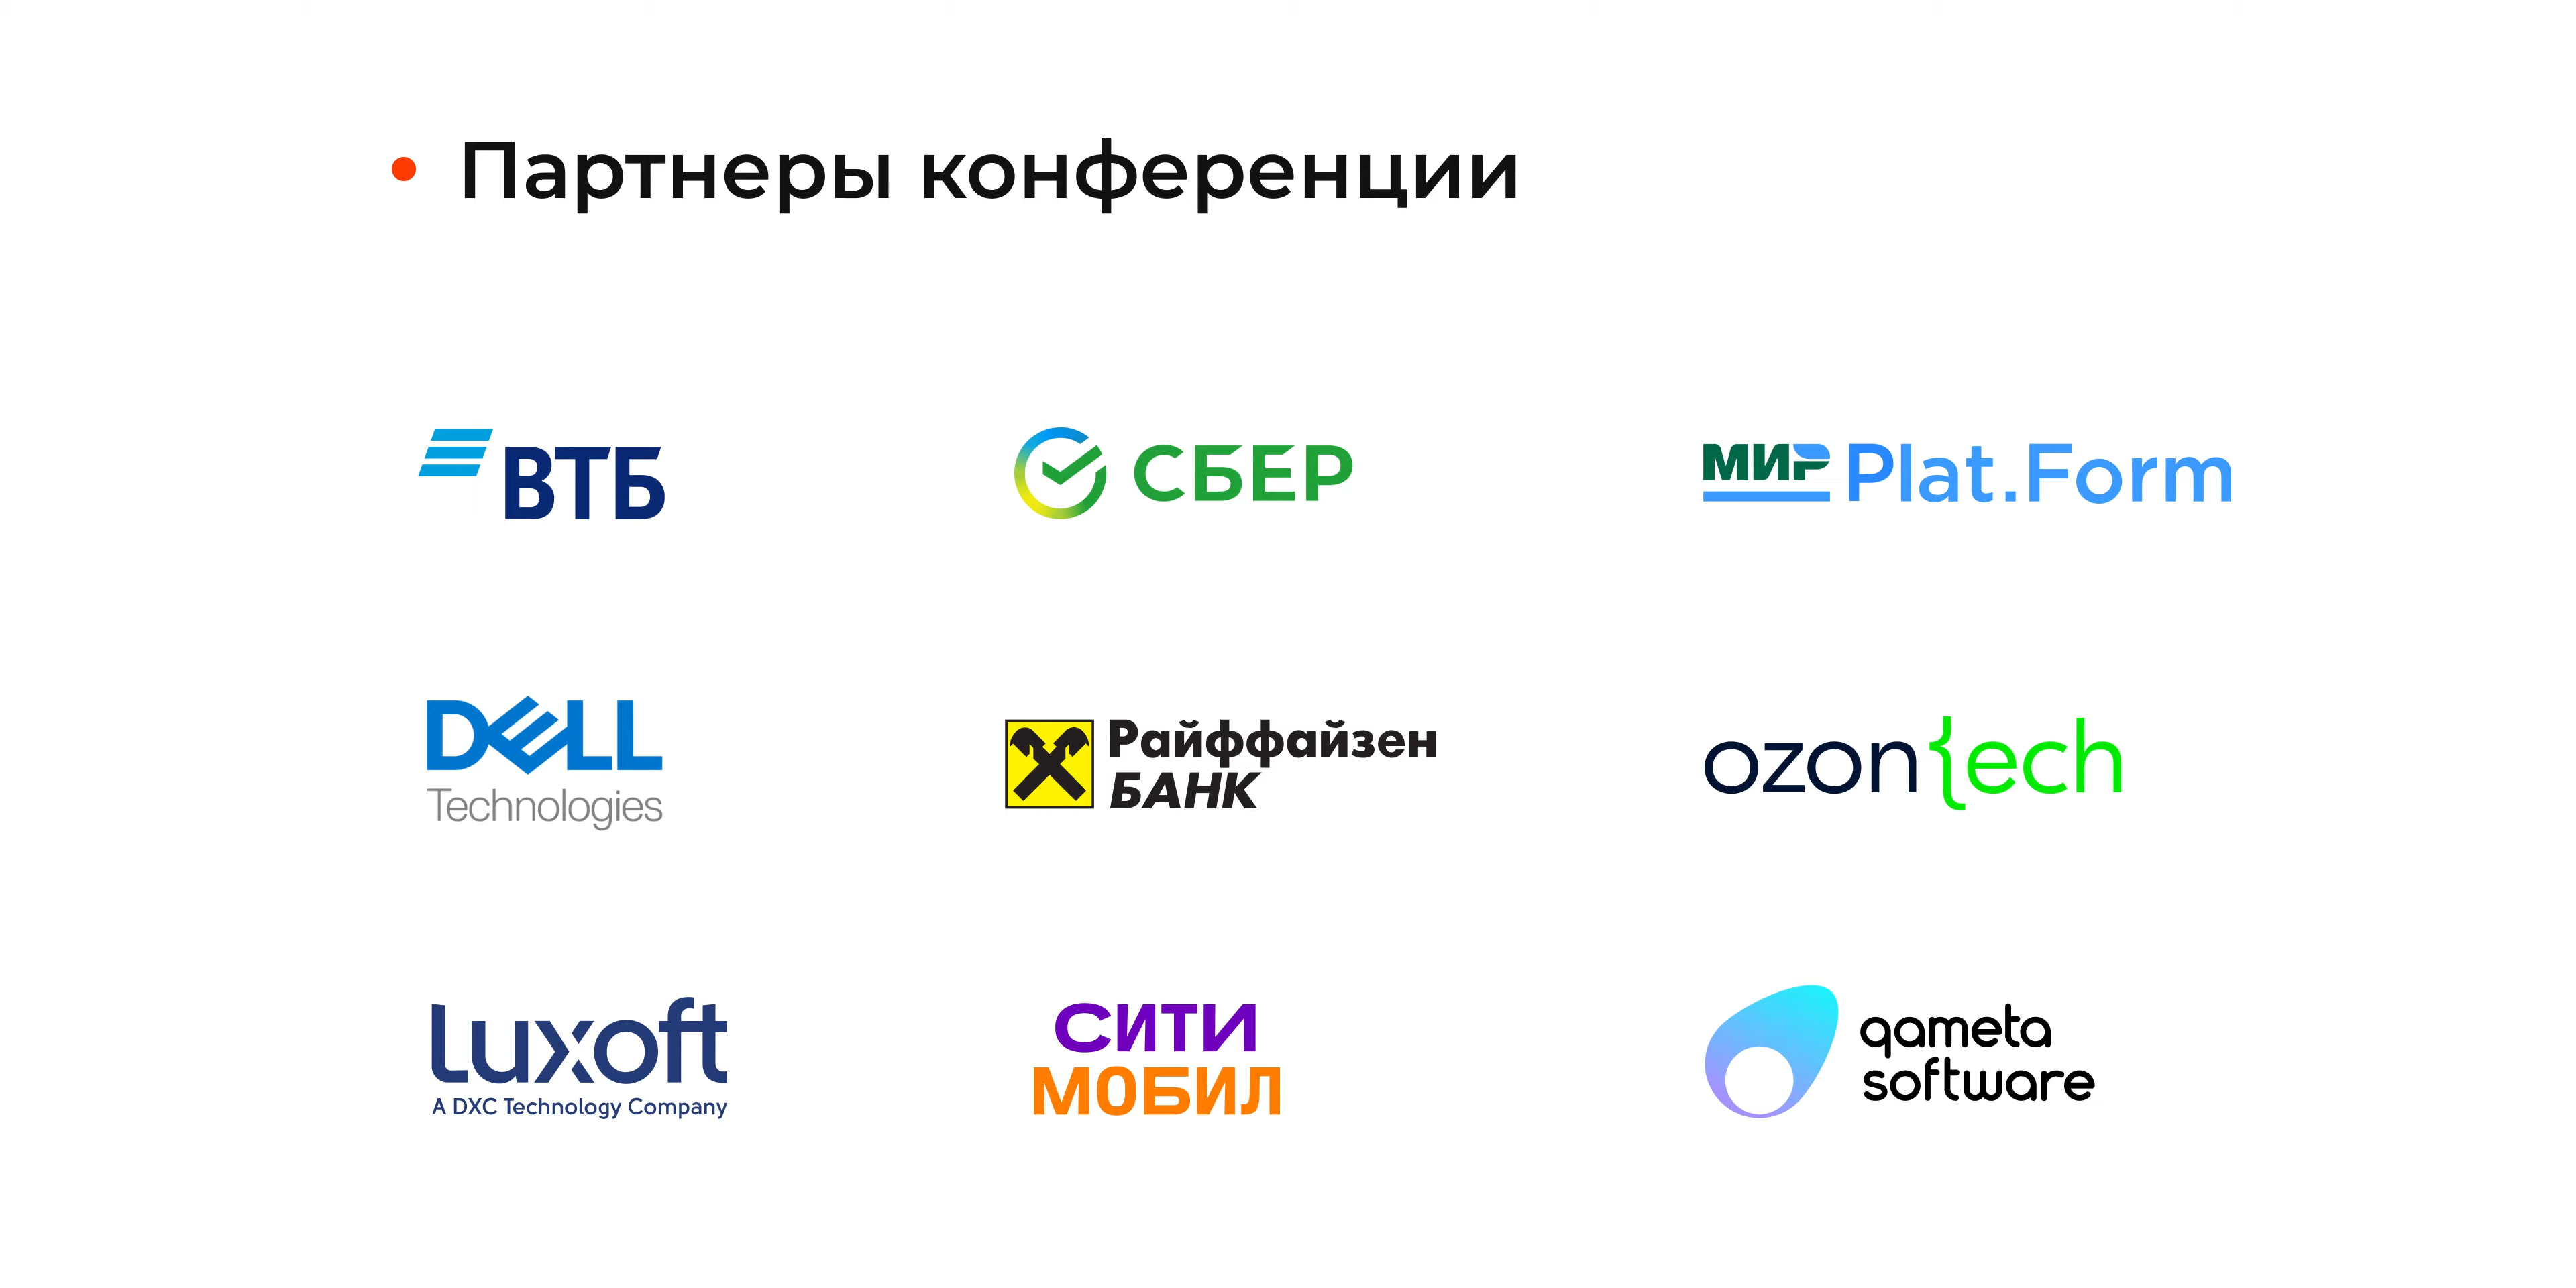 • Партнеры конференции
ВТБ
СБЕР
МИР Plat.Form
DELL
Technologies
Райффайзен
БАНК
ozon{ech
luxoft
A DXC Technology Company
СИТИ
МОБИЛ
qameta
software